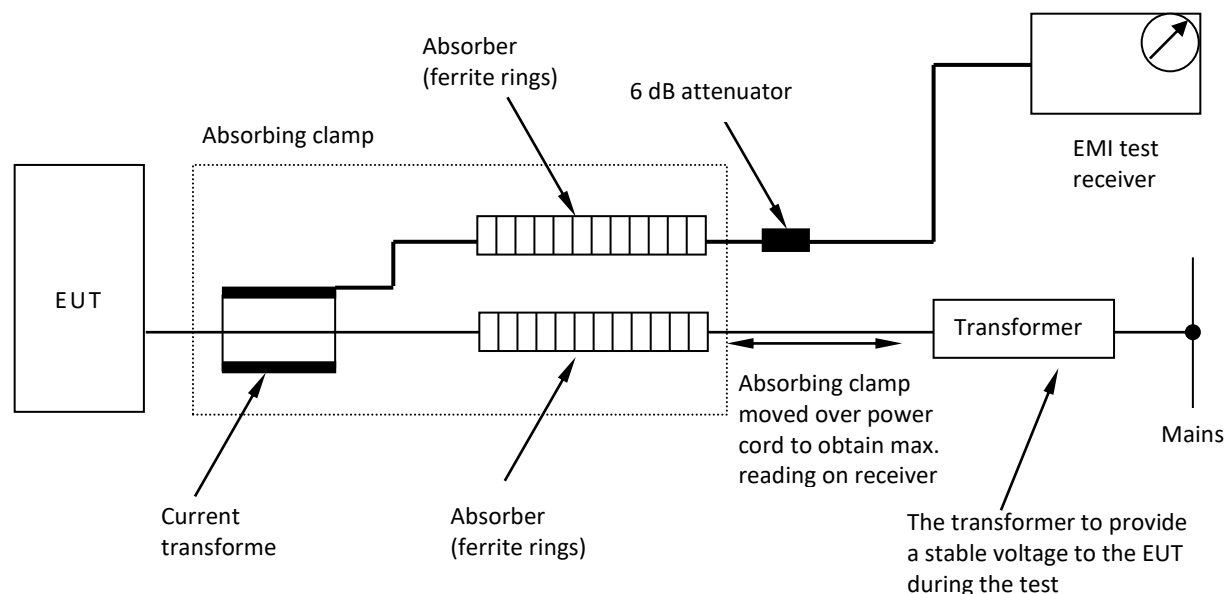 Absorber
(ferrite rings)
6 dB attenuator
Absorbing clamp
EMI test
receiver
EUT
Transformer
Absorbing clamp
moved over power
cord to obtain max.
reading on receiver
Mains
Current
transforme
Absorber
(ferrite rings)
The transformer to provide
a stable voltage to the EUT
during the test